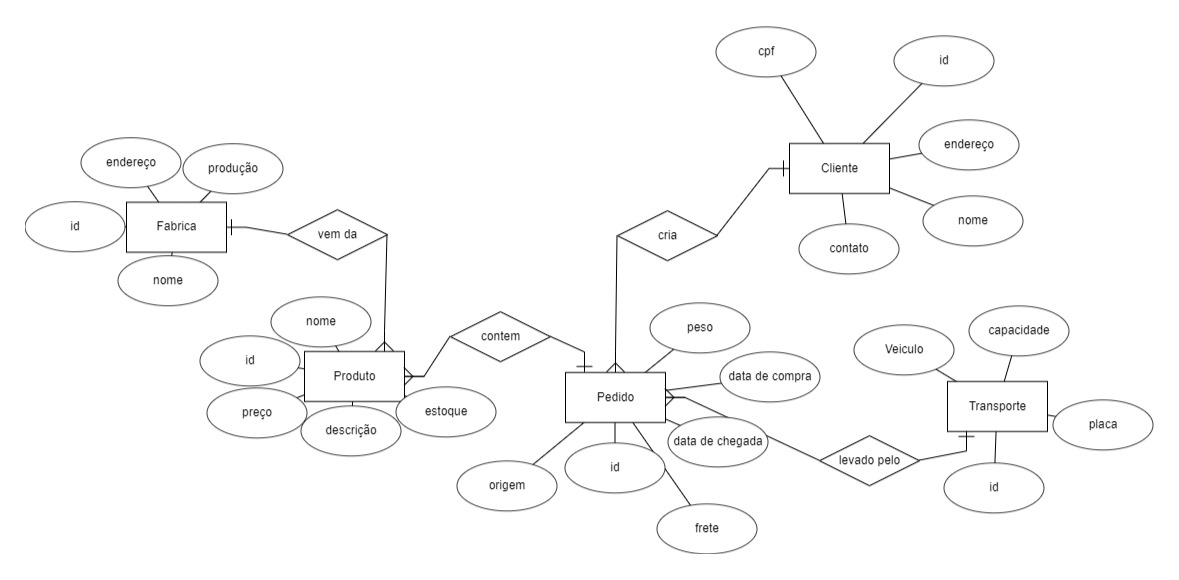 cpf
id
endereço
Cliente
nome
contato
endereço
produção
id
Fabrica
nome
vem da
cria
nome
id
Produto
preço
descrição
estoque
contem
peso
data de compra
Pedido
data de chegada
origem
id
frete
levado pelo
Veiculo
capacidade
Transporte
placa
id